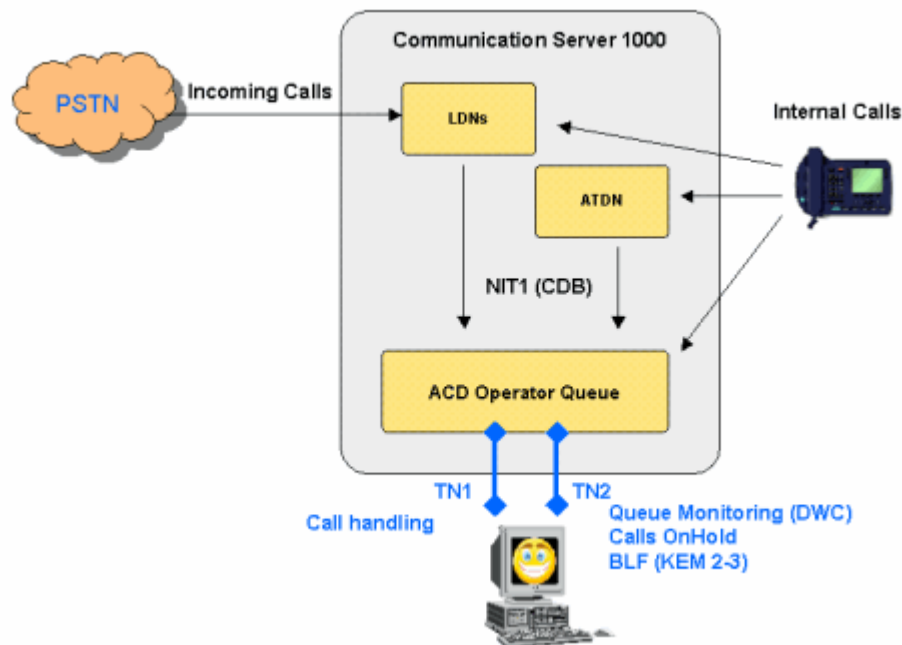 Communication Server 1000
PSTN
Incoming Calls
LDNs
Internal Calls
ATDN
NIT1 (CDB)
ACD Operator Queue
TN1
TN2
Call handling
Queue Monitoring (DWC)
Calls OnHold
BLF (KEM 2-3)